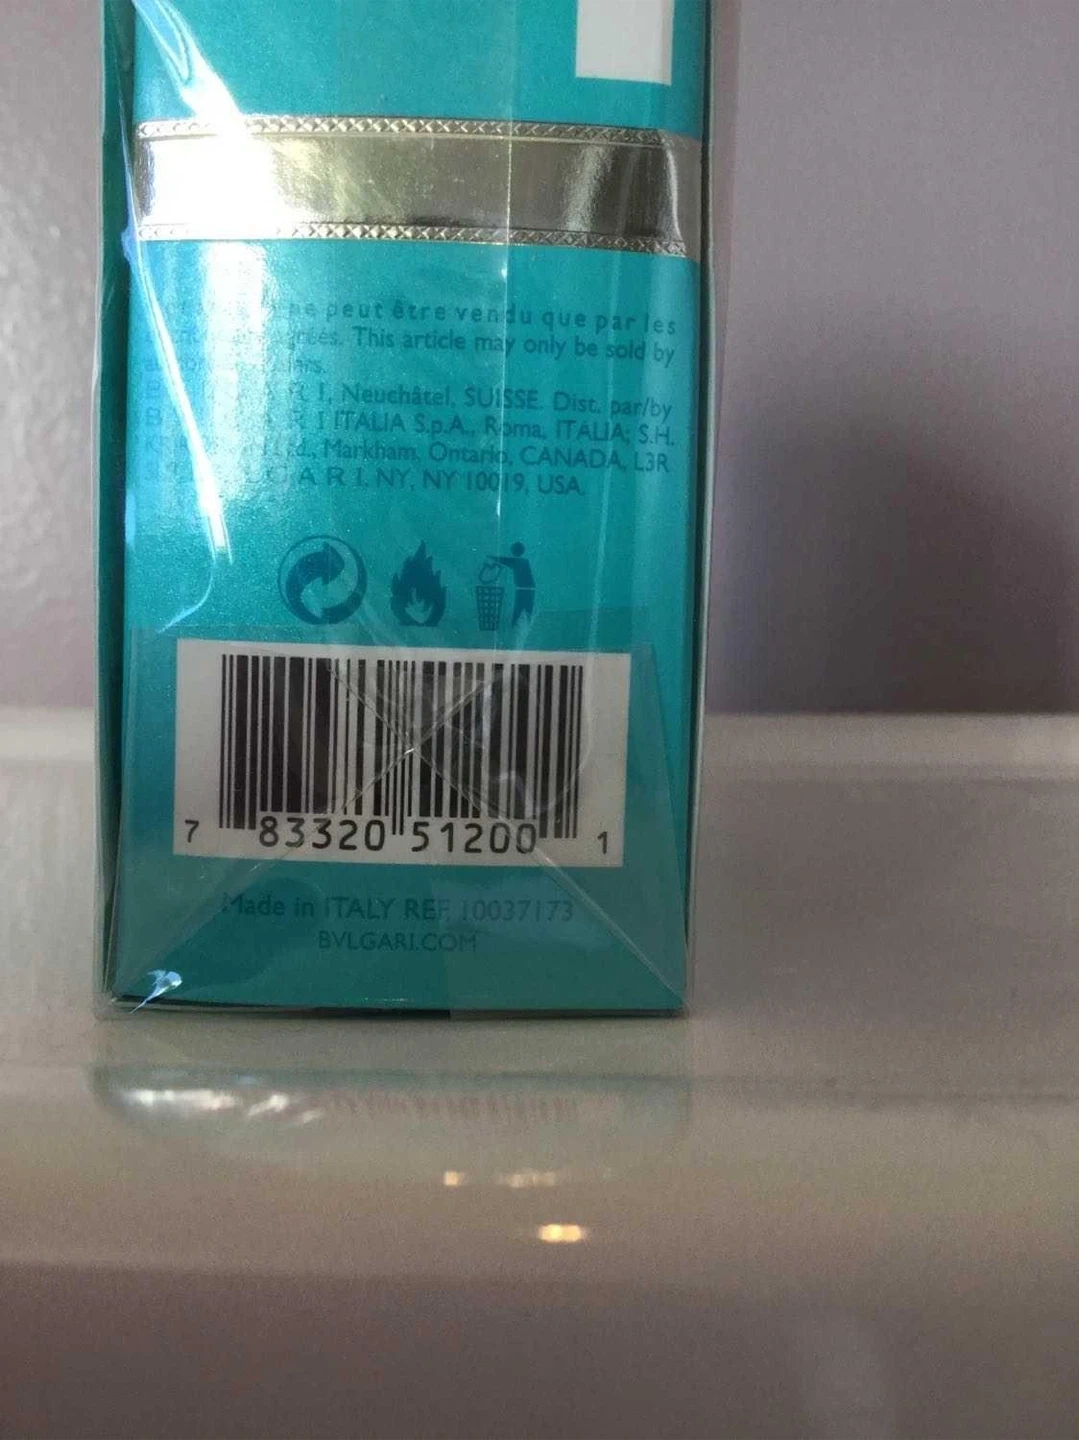 ne peut être vendu que par les
agréés. This article may only be sold by
R I, Neuchâtel, SUISSE. Dist. par/by
R I ITALIA S.p.A., Roma, ITALIA; S.H.
Ltd., Markham, Ontario, CANADA, L3R
G A R I, NY, NY 10019, USA.
7 83320 51200 1
Made in ITALY REF. 10037173
BVLGARI.COM